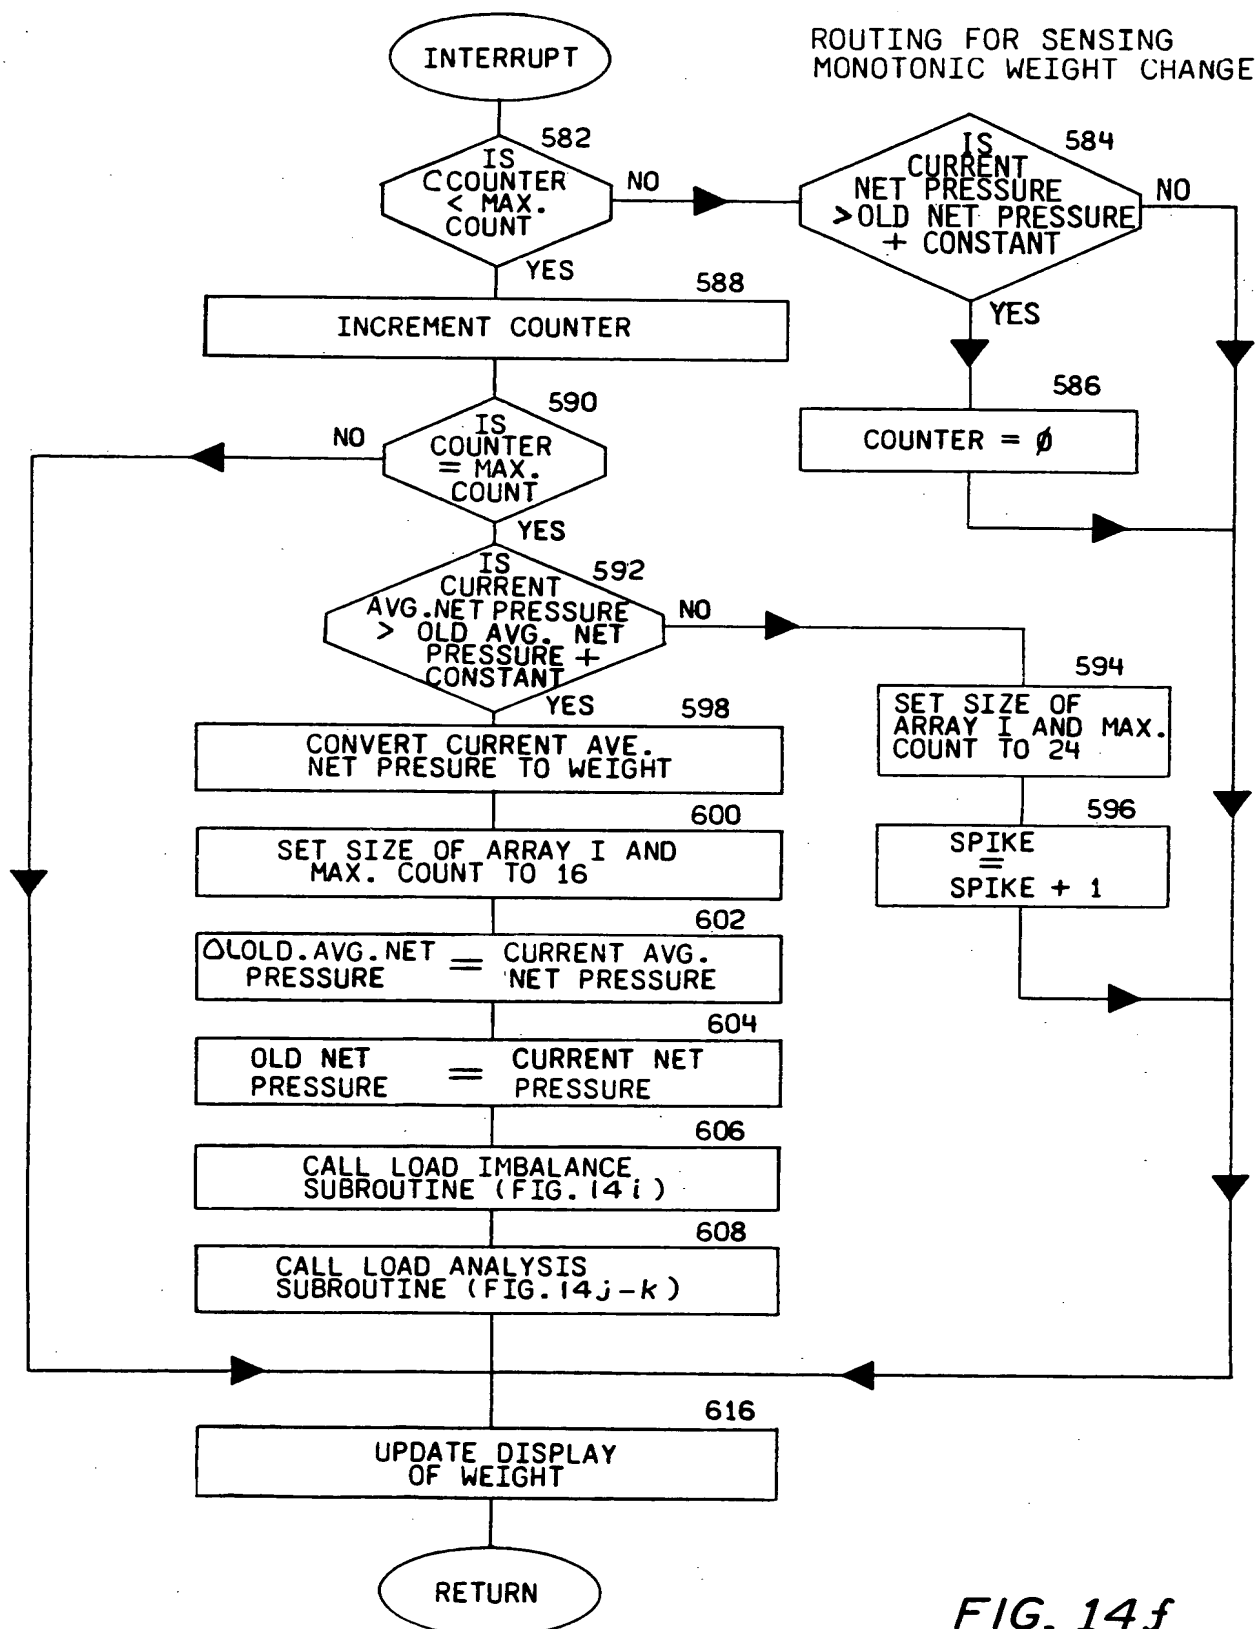 INTERRUPT
ROUTING FOR SENSING
MONOTONIC WEIGHT CHANGE
582
IS
CCOUNTER
< MAX.
COUNT
NO
YES
584
IS
CURRENT
NET PRESSURE
>OLD NET PRESSURE
+ CONSTANT
NO
YES
588
INCREMENT COUNTER
586
COUNTER = ø
590
IS
COUNTER
= MAX.
COUNT
NO
YES
592
IS
CURRENT
AVG.NET PRESSURE
> OLD AVG. NET
PRESSURE +
CONSTANT
NO
YES
594
SET SIZE OF
ARRAY I AND MAX.
COUNT TO 24
596
SPIKE
=
SPIKE + 1
598
CONVERT CURRENT AVE.
NET PRESURE TO WEIGHT
600
SET SIZE OF ARRAY I AND
MAX. COUNT TO 16
602
OLOLD.AVG.NET = CURRENT AVG.
PRESSURE NET PRESSURE
604
OLD NET = CURRENT NET
PRESSURE PRESSURE
606
CALL LOAD IMBALANCE
SUBROUTINE (FIG. 14i)
608
CALL LOAD ANALYSIS
SUBROUTINE (FIG. 14j-k)
616
UPDATE DISPLAY
OF WEIGHT
RETURN
FIG. 14f